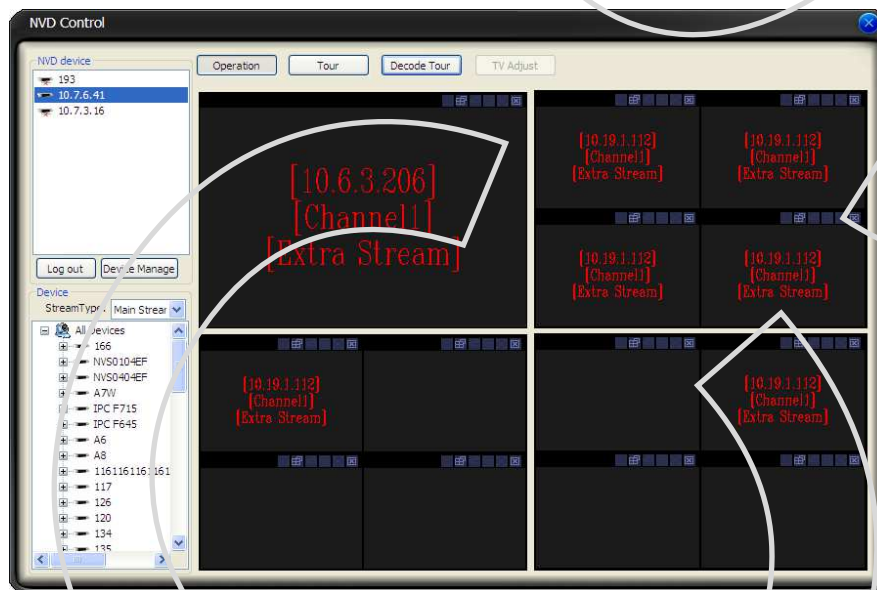 NVD Control
NVD device
193
10.7.6.41
10.7.3.16
Log out
Device Manage
Device
StreamType:
Main Strear
All Devices
166
NVS0104EF
NVS0404EF
A7W
IPC F715
IPC F645
A6
A8
1161161161161
117
126
120
134
135
Operation
Tour
Decode Tour
TV Adjust
[10.6.3.206]
[Channel1]
[Extra Stream]
[10.19.1.112]
[Channel1]
[Extra Stream]
[10.19.1.112]
[Channel1]
[Extra Stream]
[10.19.1.112]
[Channel1]
[Extra Stream]
[10.19.1.112]
[Channel1]
[Extra Stream]
[10.19.1.112]
[Channel1]
[Extra Stream]
[10.19.1.112]
[Channel1]
[Extra Stream]